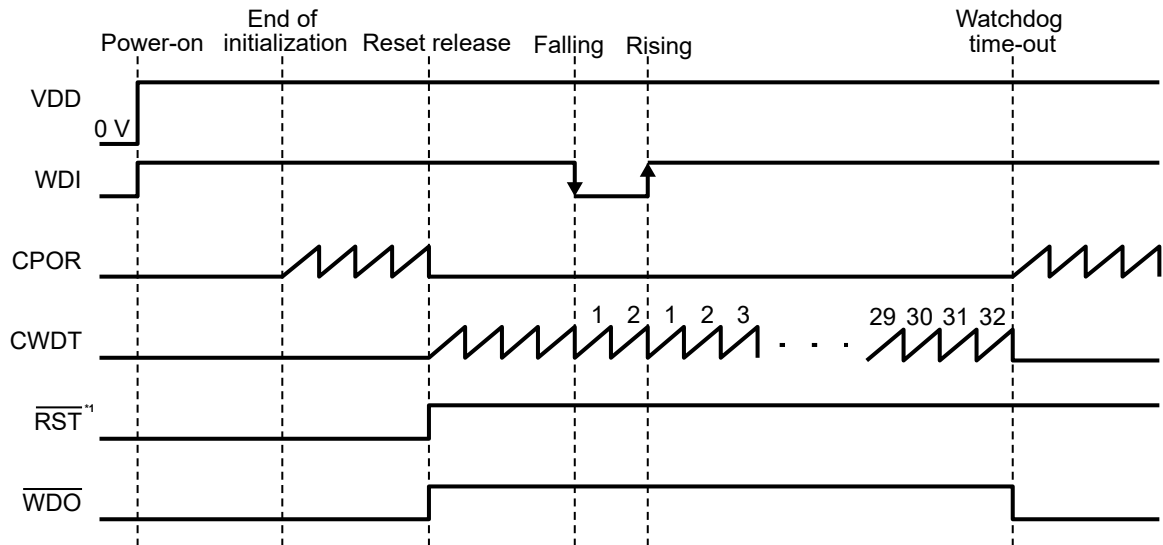 End of
initialization
Power-on
Reset release
Falling
Rising
Watchdog
time-out
VDD
0 V
WDI
CPOR
CWDT
1 2 1 2 3 · · · · 29 30 31 32
RST*1
WDO